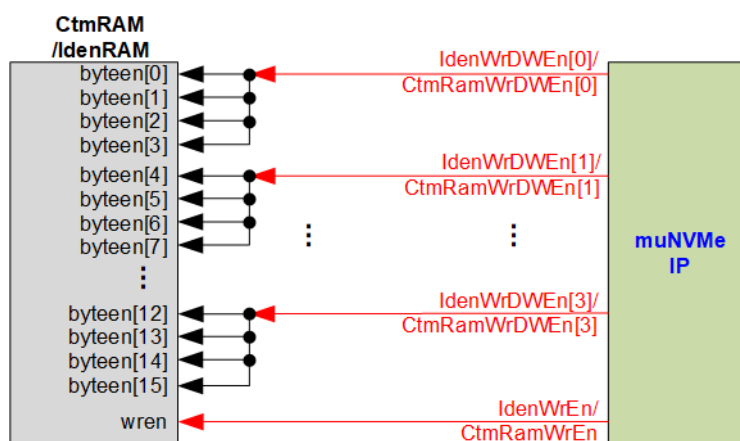 CtmRAM
/IdenRAM
byteen[0]
byteen[1]
byteen[2]
byteen[3]
byteen[4]
byteen[5]
byteen[6]
byteen[7]
byteen[12]
byteen[13]
byteen[14]
byteen[15]
wren
IdenWrDWEn[0]/
CtmRamWrDWEn[0]
IdenWrDWEn[1]/
CtmRamWrDWEn[1]
IdenWrDWEn[3]/
CtmRamWrDWEn[3]
IdenWrEn/
CtmRamWrEn
muNVMe
IP